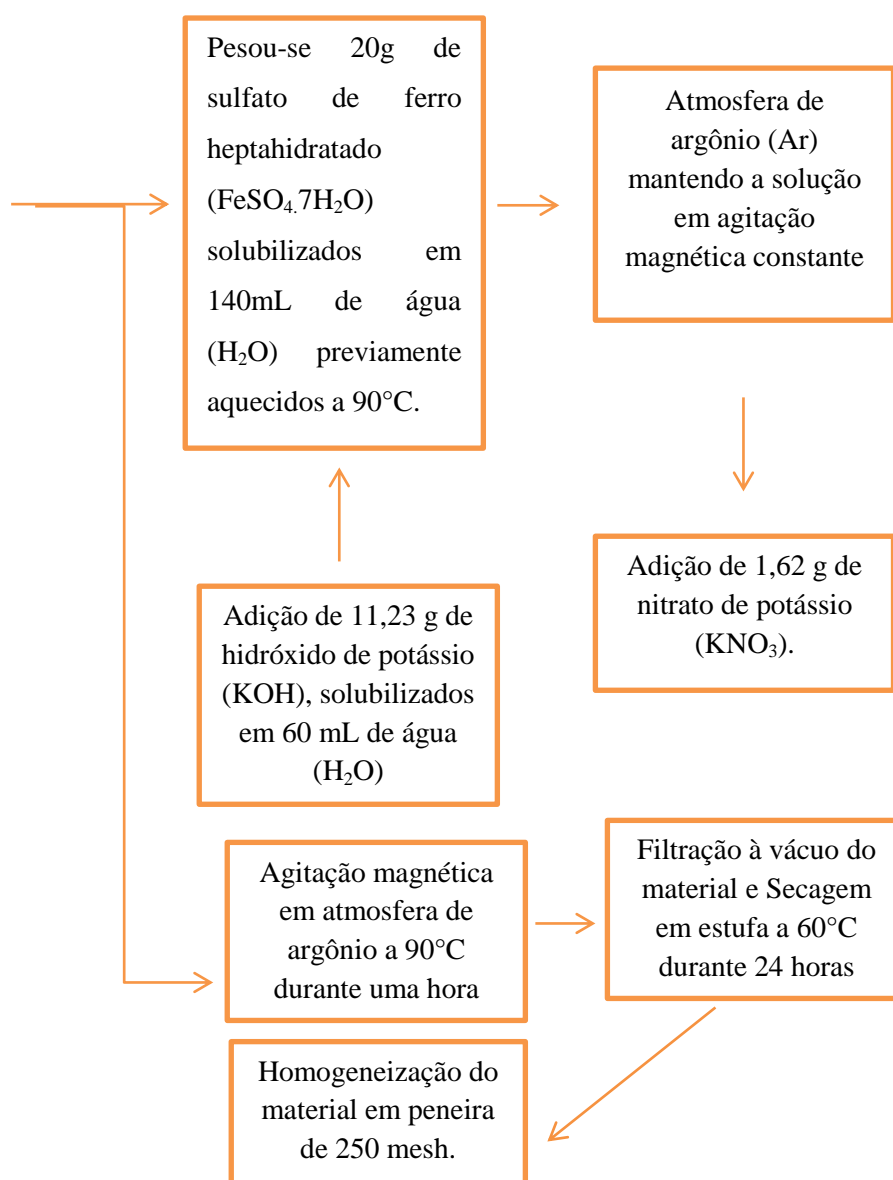 Pesou-se 20g de
sulfato de ferro
heptahidratado
(FeSO₄.7H₂O)
solubilizados em
140mL de água
(H₂O) previamente
aquecidos a 90°C.
Atmosfera de
argônio (Ar)
mantendo a solução
em agitação
magnética constante
Adição de 11,23 g de
hidróxido de potássio
(KOH), solubilizados
em 60 mL de água
(H₂O)
Adição de 1,62 g de
nitrato de potássio
(KNO₃).
Agitação magnética
em atmosfera de
argônio a 90°C
durante uma hora
Filtração à vácuo do
material e Secagem
em estufa a 60°C
durante 24 horas
Homogeneização do
material em peneira
de 250 mesh.